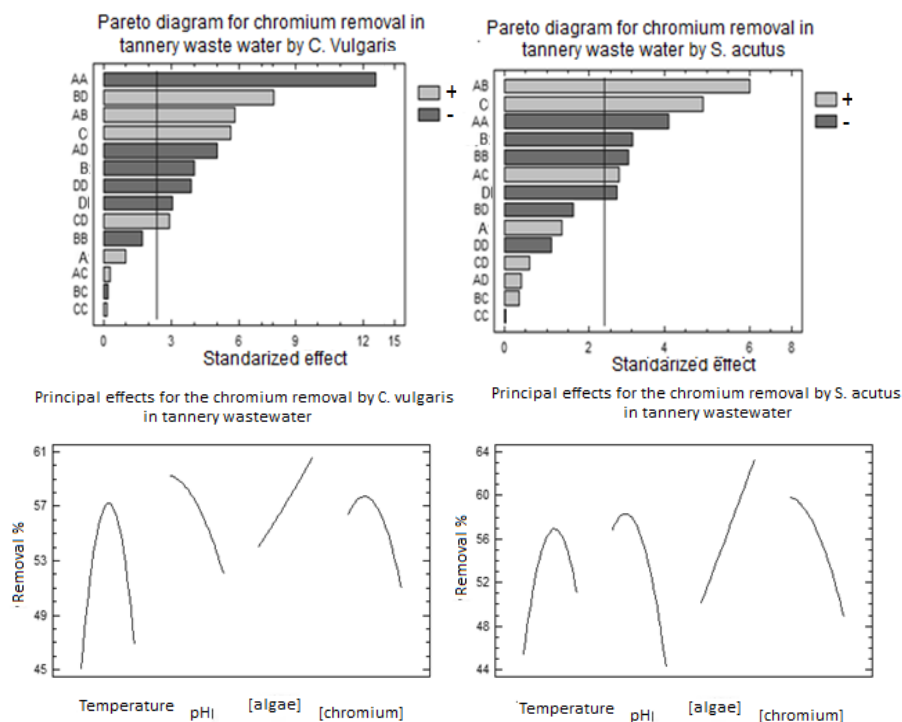 Pareto diagram for chromium removal in
tannery waste water by C. Vulgaris
AA
BD
AB
C
AD
B
DD
D
CD
BB
A
AC
BC
CC
+
-
0 3 6 9 12 15
Standarized effect
Pareto diagram for chromium removal in
tannery waste water by S. acutus
AB
C
AA
B
BB
AC
D
BD
A
DD
CD
AD
BC
CC
+
-
0 2 4 6 8
Standarized effect
Principal effects for the chromium removal by C. vulgaris
in tannery wastewater
Removal %
61
57
53
49
45
Temperature pH [algae] [chromium]
Principal effects for the chromium removal by S. acutus
in tannery wastewater
Removal %
64
60
56
52
48
44
Temperature pH [algae] [chromium]